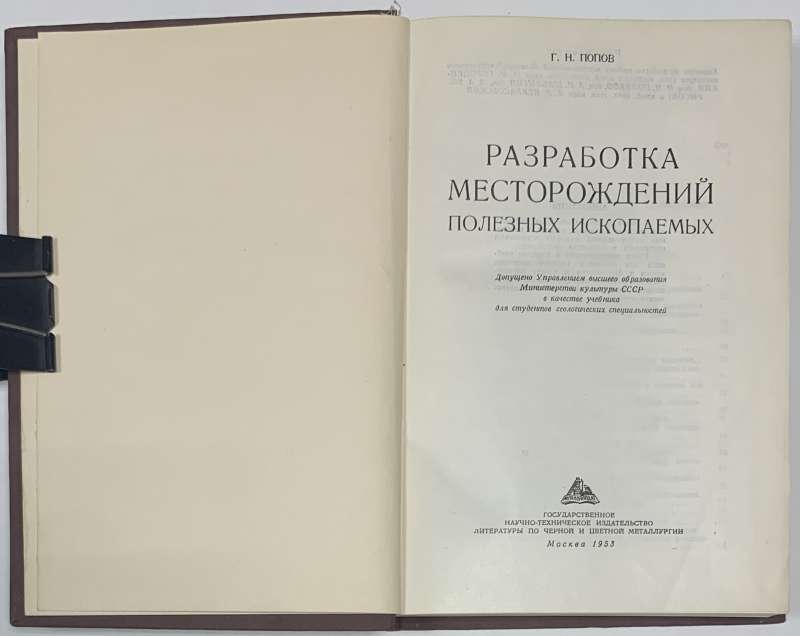 Г. Н. ПОПОВ
РАЗРАБОТКА
МЕСТОРОЖДЕНИЙ
ПОЛЕЗНЫХ ИСКОПАЕМЫХ
Допущено Управлением высшего образования
Министерства культуры СССР
в качестве учебника
для студентов геологических специальностей
МЕТАЛЛУРГИЗДАТ
ГОСУДАРСТВЕННОЕ
НАУЧНО-ТЕХНИЧЕСКОЕ ИЗДАТЕЛЬСТВО
ЛИТЕРАТУРЫ ПО ЧЕРНОЙ И ЦВЕТНОЙ МЕТАЛЛУРГИИ
Москва 1953